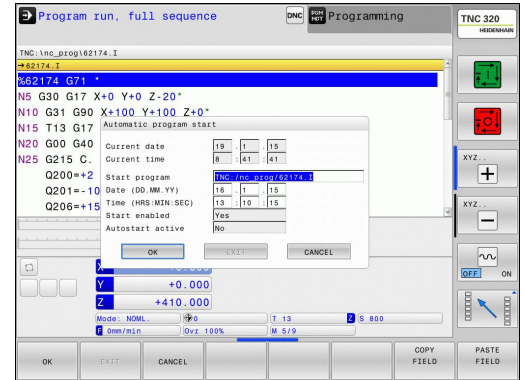 Program run, full sequence
DNC
PGM MGT
Programming
TNC 320
HEIDENHAIN
TNC:\nc_prog\62174.I
→62174.I
%62174 G71 *
N5 G30 G17 X+0 Y+0 Z-20*
N10 G31 G90 X+100 Y+100 Z+0*
N15 T13 G17
N20 G00 G40
N25 G215 C.
Q200=+2
Q201=-10
Q206=+15
Automatic program start
Current date 19 . 1 . 15
Current time 8 : 41 : 41
Start program TNC:/nc_prog/62174.I
Date (DD.MM.YY) 16 . 1 . 15
Time (HRS:MIN:SEC) 13 : 10 : 15
Start enabled Yes
Autostart active No
OK EXIT CANCEL
X +0.000
Y +0.000
Z +410.000
Mode: NOML. 0 T 13 Z S 800
F 0mm/min Ovr 100% M 5/9
XYZ..
+
XYZ..
−
OFF ON
OK EXIT CANCEL COPY FIELD PASTE FIELD